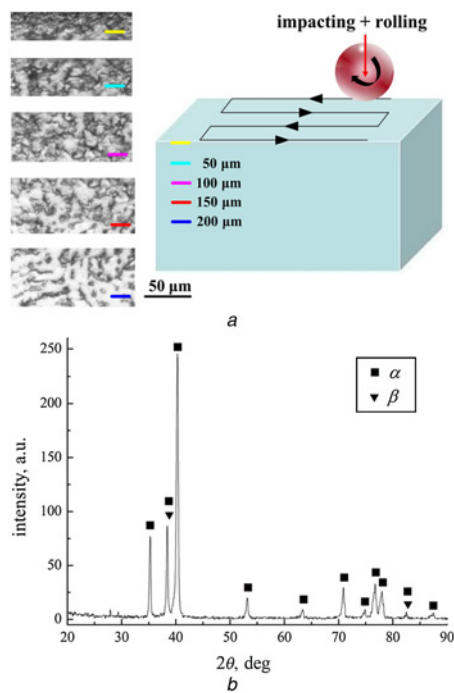 a
impacting + rolling
50 μm
100 μm
150 μm
200 μm
50 μm
a
250
200
150
100
50
0
intensity, a.u.
α
β
20 30 40 50 60 70 80 90
2θ, deg
b